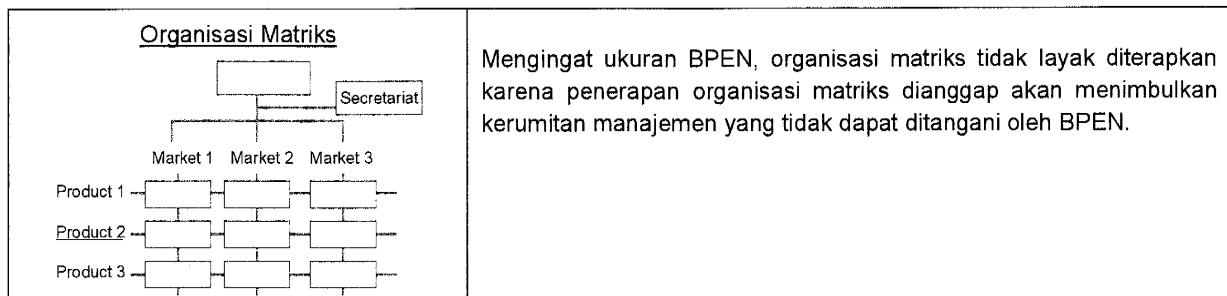 Organisasi Matriks
Secretariat
Market 1 Market 2 Market 3
Product 1
Product 2
Product 3
Mengingat ukuran BPEN, organisasi matriks tidak layak diterapkan
karena penerapan organisasi matriks dianggap akan menimbulkan
kerumitan manajemen yang tidak dapat ditangani oleh BPEN.